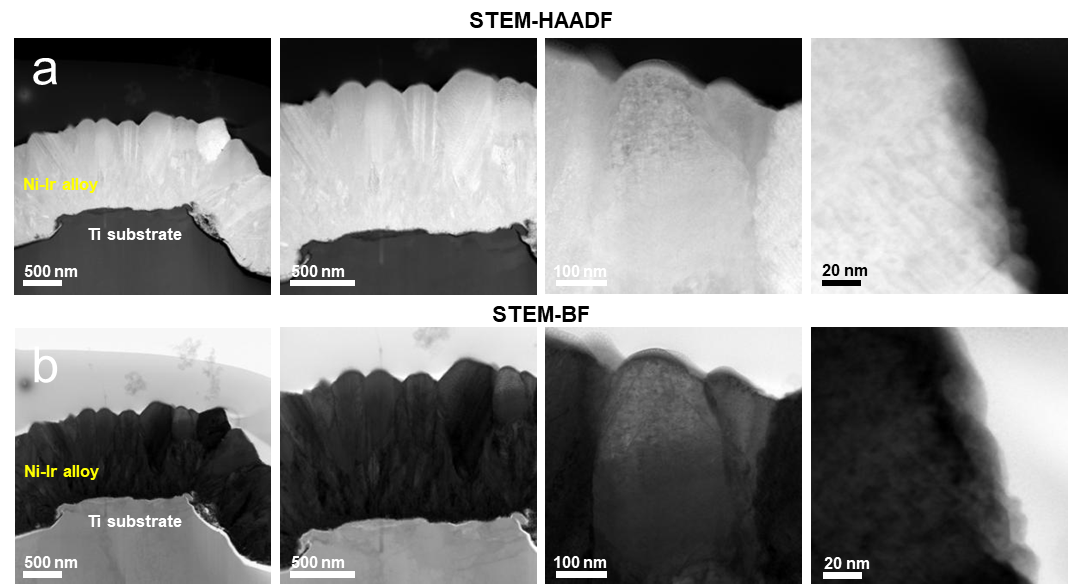 STEM-HAADF
a
Ni-Ir alloy
Ti substrate
500 nm
500 nm
100 nm
20 nm
STEM-BF
b
Ni-Ir alloy
Ti substrate
500 nm
500 nm
100 nm
20 nm